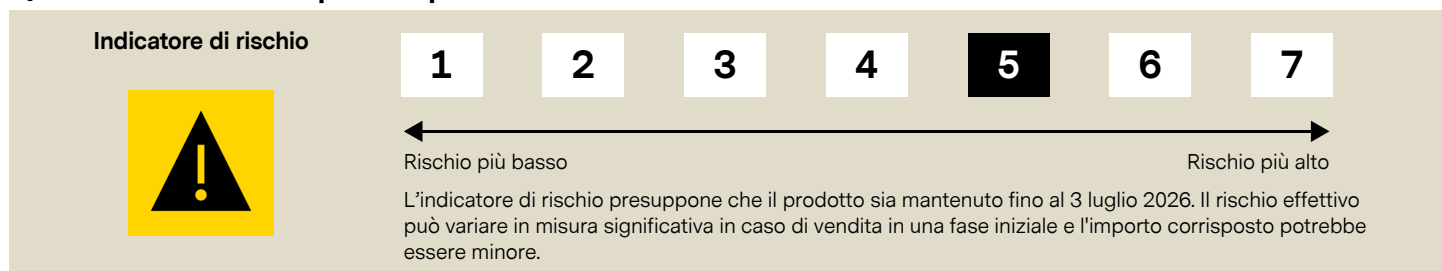 Indicatore di rischio
1 2 3 4 5 6 7
Rischio più basso Rischio più alto
L'indicatore di rischio presuppone che il prodotto sia mantenuto fino al 3 luglio 2026. Il rischio effettivo
può variare in misura significativa in caso di vendita in una fase iniziale e l'importo corrisposto potrebbe
essere minore.